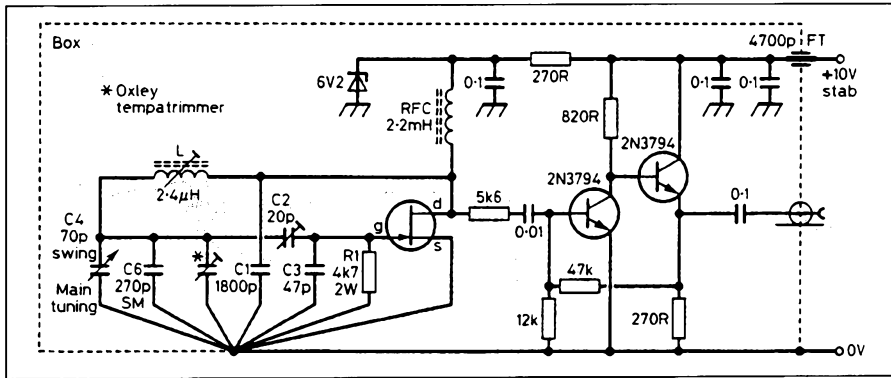 Box
4700p FT
+10V
stab
6V2
0·1
270R
0·1
0·1
* Oxley
tempatrimmer
RFC
2·2mH
820R
2N3794
L
2·4µH
2N3794
C2
20p
d
5k6
0·1
C4
70p
swing
g
0·01
s
*
R1
4k7
2W
47k
Main
tuning
C6
270p
SM
C1
1800p
C3
47p
12k
270R
0V